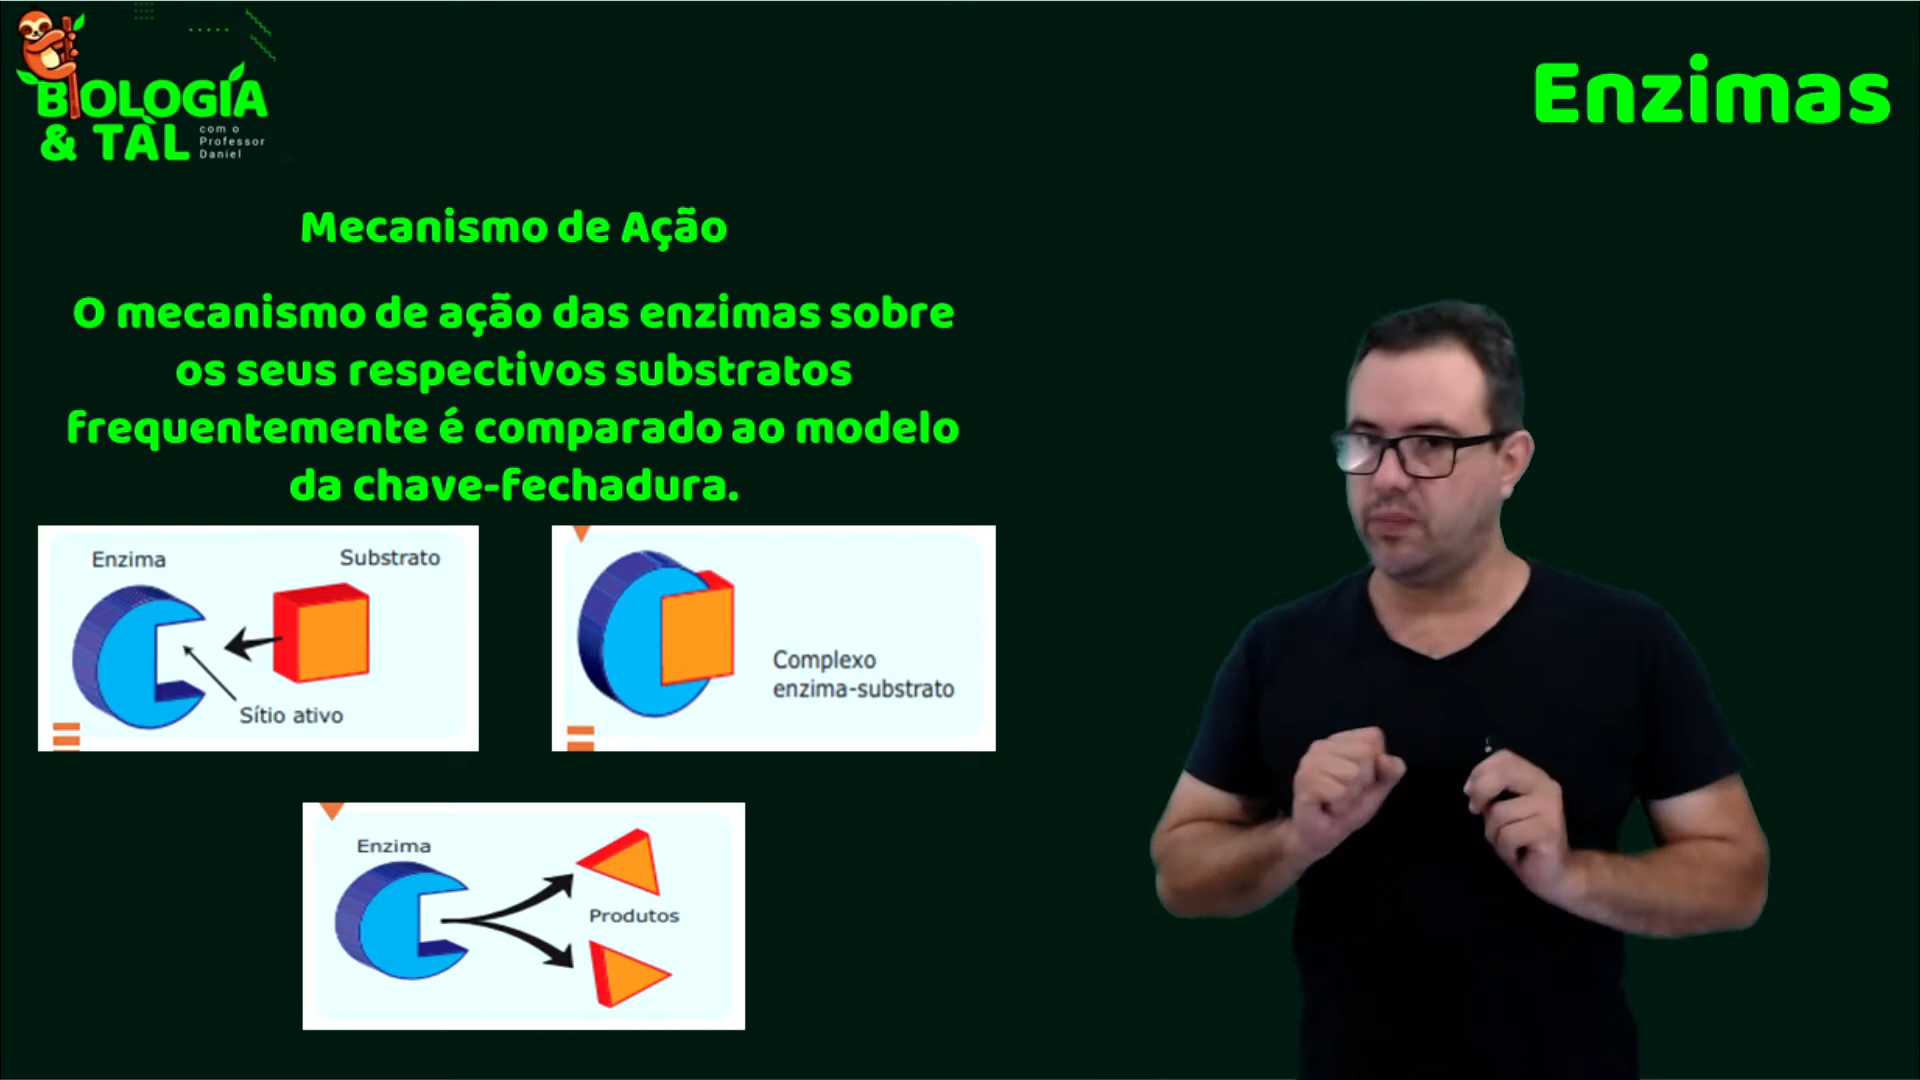 BIOLOGIA
& TAL
com o
Professor
Daniel
Enzimas
Mecanismo de Ação
O mecanismo de ação das enzimas sobre
os seus respectivos substratos
frequentemente é comparado ao modelo
da chave-fechadura.
Enzima
Substrato
Sítio ativo
Complexo
enzima-substrato
Enzima
Produtos